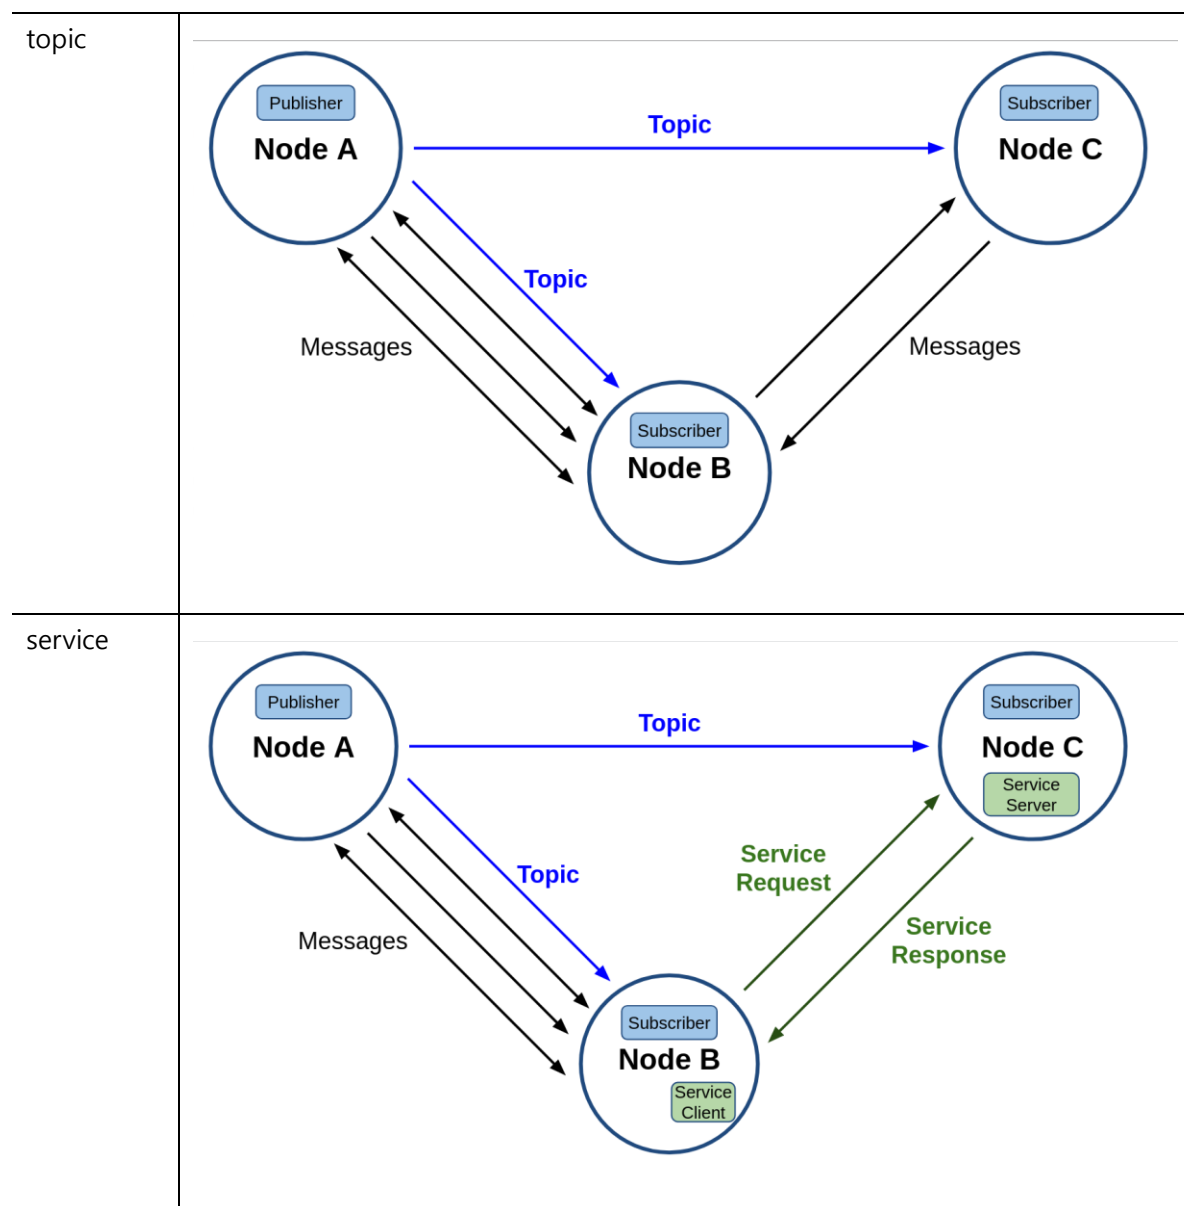 topic
Publisher
Node A
Topic
Subscriber
Node C
Topic
Messages
Messages
Subscriber
Node B
service
Publisher
Node A
Topic
Subscriber
Node C
Service
Server
Topic
Service
Request
Messages
Service
Response
Subscriber
Node B
Service
Client